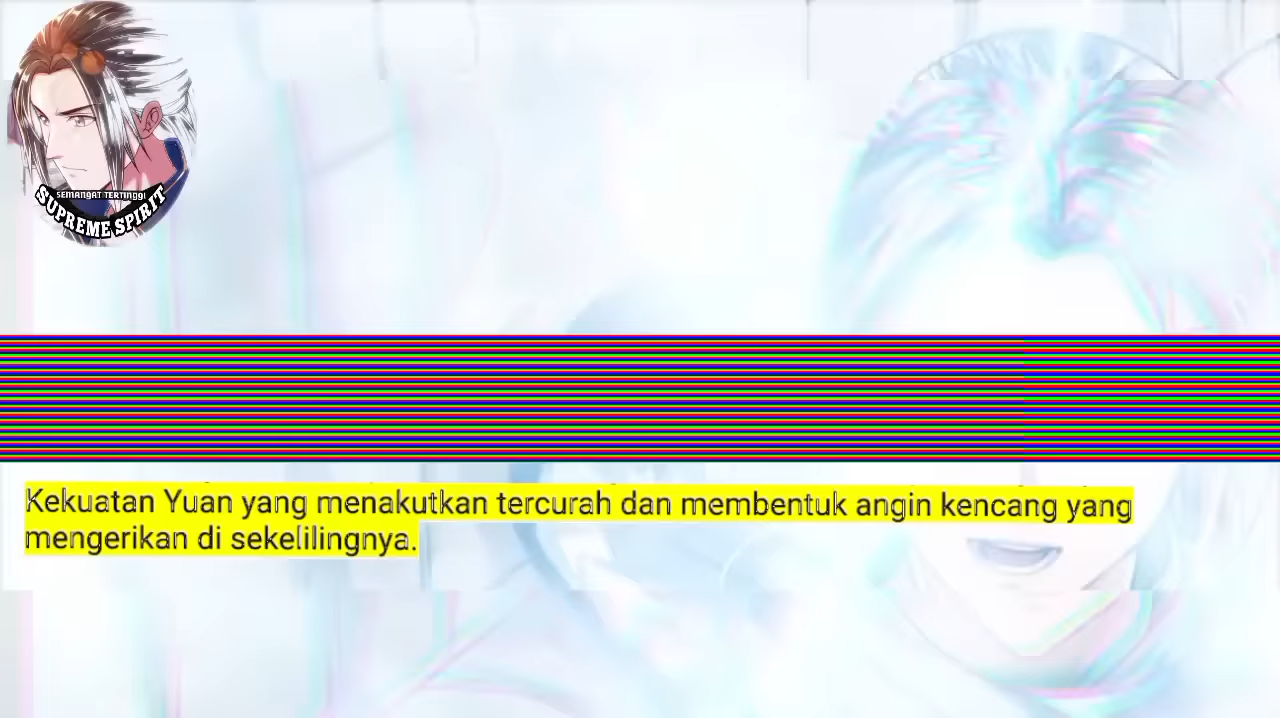 SEMANGAT TERTINGGI
SUPREME SPIRIT
Kekuatan Yuan yang menakutkan tercurah dan membentuk angin kencang yang
mengerikan di sekelilingnya.